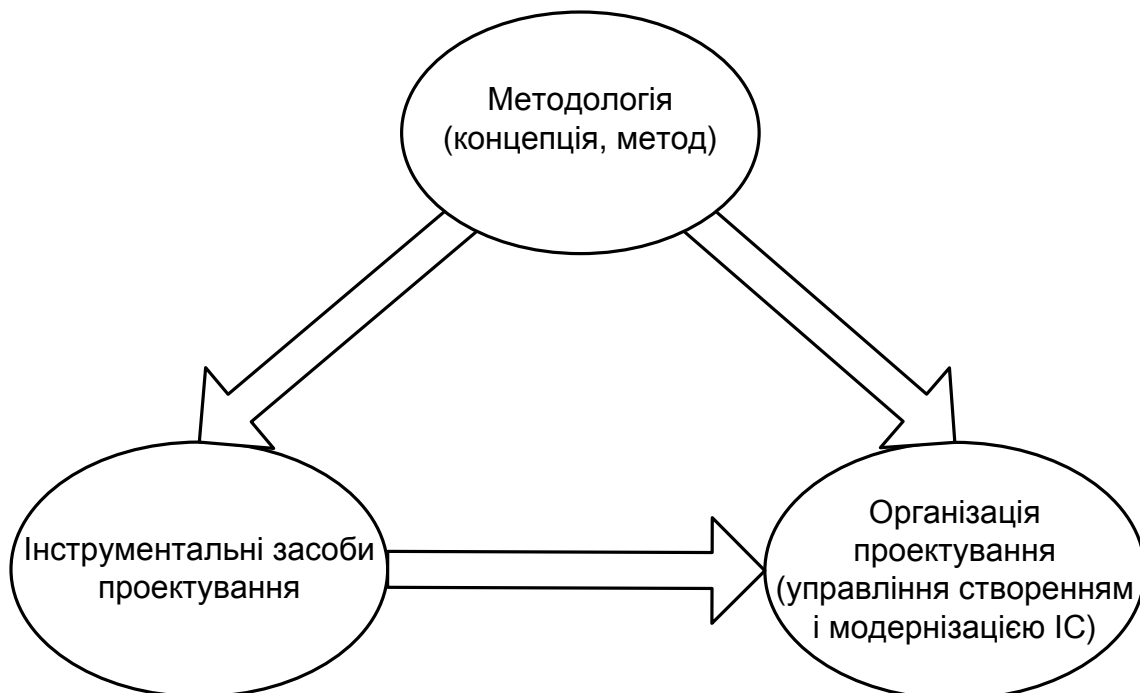 Методологія
(концепція, метод)
Інструментальні засоби
проектування
Організація
проектування
(управління створенням
і модернізацією ІС)